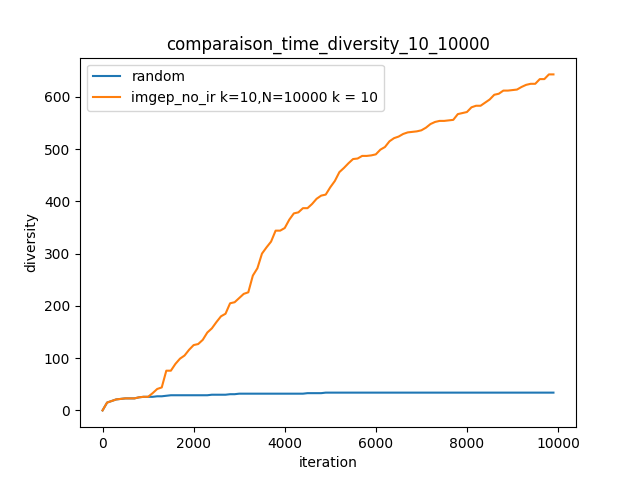 comparaison_time_diversity_10_10000
random
imgep_no_ir k=10,N=10000 k = 10
diversity
600
500
400
300
200
100
0
0 2000 4000 6000 8000 10000
iteration